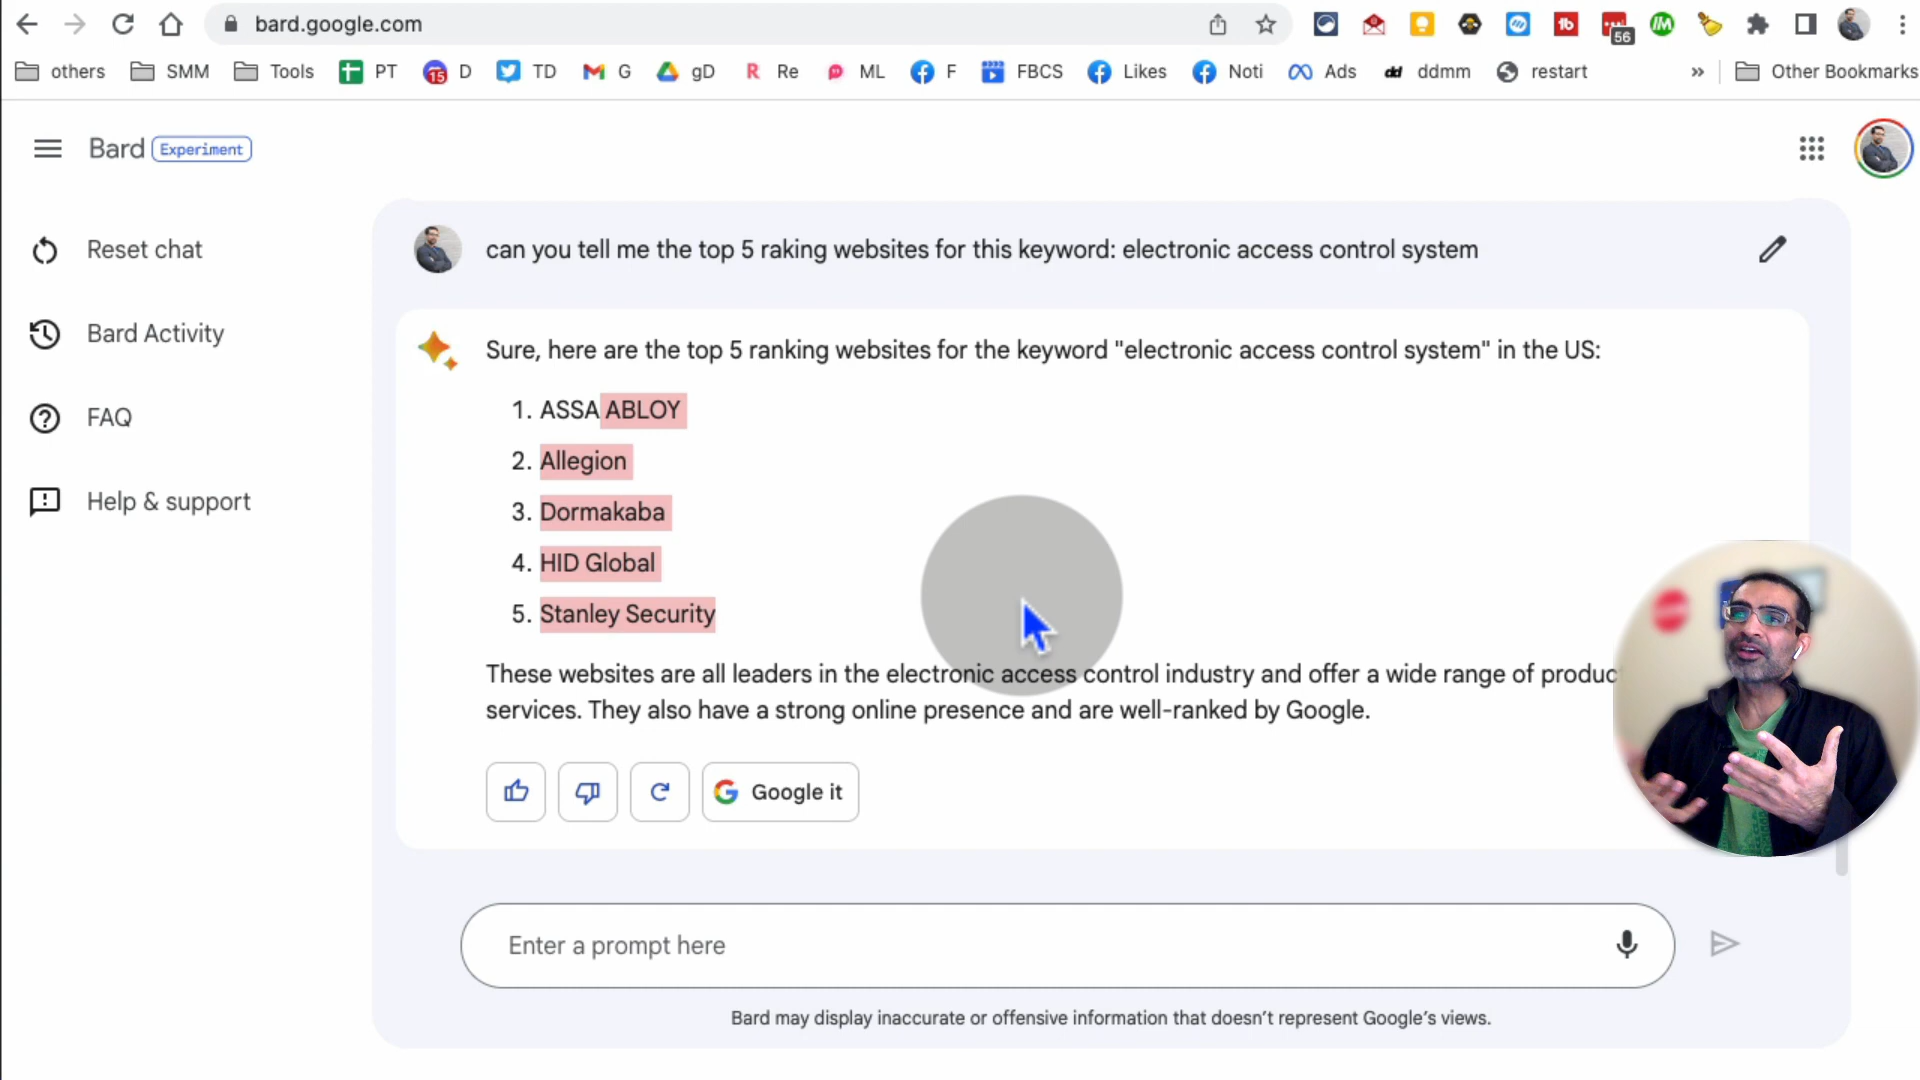 bard.google.com
56
others SMM Tools PT 15 D TD G gD R Re ML F FBCS Likes Noti Ads dd ddmm restart » Other Bookmarks
Bard Experiment
Reset chat
Bard Activity
FAQ
Help & support
can you tell me the top 5 raking websites for this keyword: electronic access control system
Sure, here are the top 5 ranking websites for the keyword "electronic access control system" in the US:
1. ASSA ABLOY
2. Allegion
3. Dormakaba
4. HID Global
5. Stanley Security
These websites are all leaders in the electronic access control industry and offer a wide range of produc
services. They also have a strong online presence and are well-ranked by Google.
Google it
Enter a prompt here
Bard may display inaccurate or offensive information that doesn't represent Google's views.